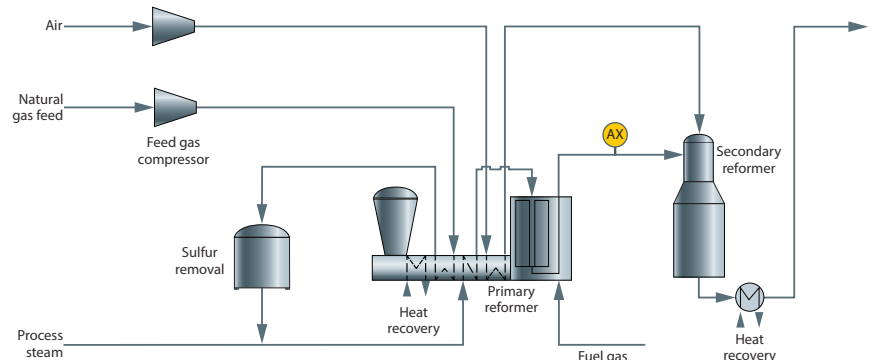 Air
Natural
gas feed
Feed gas
compressor
AX
Secondary
reformer
Sulfur
removal
Primary
reformer
Heat
recovery
Process
steam
Fuel gas
Heat
recovery